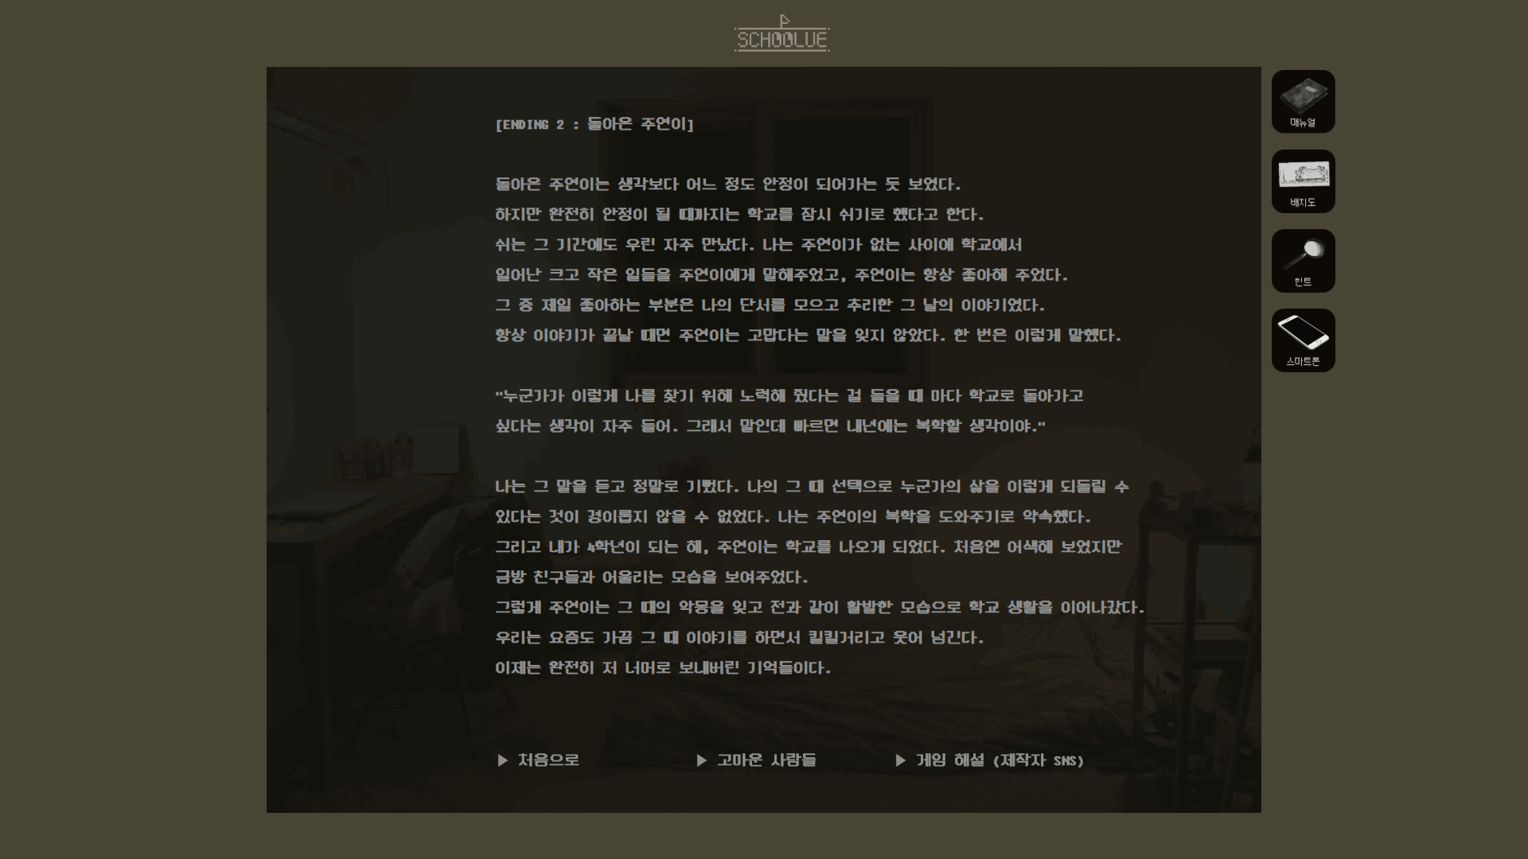 SCHOOLUE
[ENDING 2 : 돌아온 주연이]
돌아온 주연이는 생각보다 어느 정도 안정이 되어가는 듯 보였다.
하지만 완전히 안정이 될 때까지는 학교를 잠시 쉬기로 했다고 한다.
쉬는 그 기간에도 우린 자주 만났다. 나는 주연이가 없는 사이에 학교에서
일어난 크고 작은 일들을 주연이에게 말해주었고, 주연이는 항상 좋아해 주었다.
그 중 제일 좋아하는 부분은 나의 단서를 모으고 추리한 그 날의 이야기였다.
항상 이야기가 끝날 때면 주연이는 고맙다는 말을 잊지 않았다. 한 번은 이렇게 말했다.
"누군가가 이렇게 나를 찾기 위해 노력해 줬다는 걸 들을 때 마다 학교로 돌아가고
싶다는 생각이 자주 들어. 그래서 말인데 빠르면 내년에는 복학할 생각이야."
나는 그 말을 듣고 정말로 기뻤다. 나의 그 때 선택으로 누군가의 삶을 이렇게 되돌릴 수
있다는 것이 경이롭지 않을 수 없었다. 나는 주연이의 복학을 도와주기로 약속했다.
그리고 내가 4학년이 되는 해, 주연이는 학교를 나오게 되었다. 처음엔 어색해 보였지만
금방 친구들과 어울리는 모습을 보여주었다.
그렇게 주연이는 그 때의 악몽을 잊고 전과 같이 활발한 모습으로 학교 생활을 이어나갔다.
우리는 요즘도 가끔 그 때 이야기를 하면서 킬킬거리고 웃어 넘긴다.
이제는 완전히 저 너머로 보내버린 기억들이다.
▶ 처음으로 ▶ 고마운 사람들 ▶ 게임 해설 (제작자 SNS)
매뉴얼
배치도
힌트
스마트폰